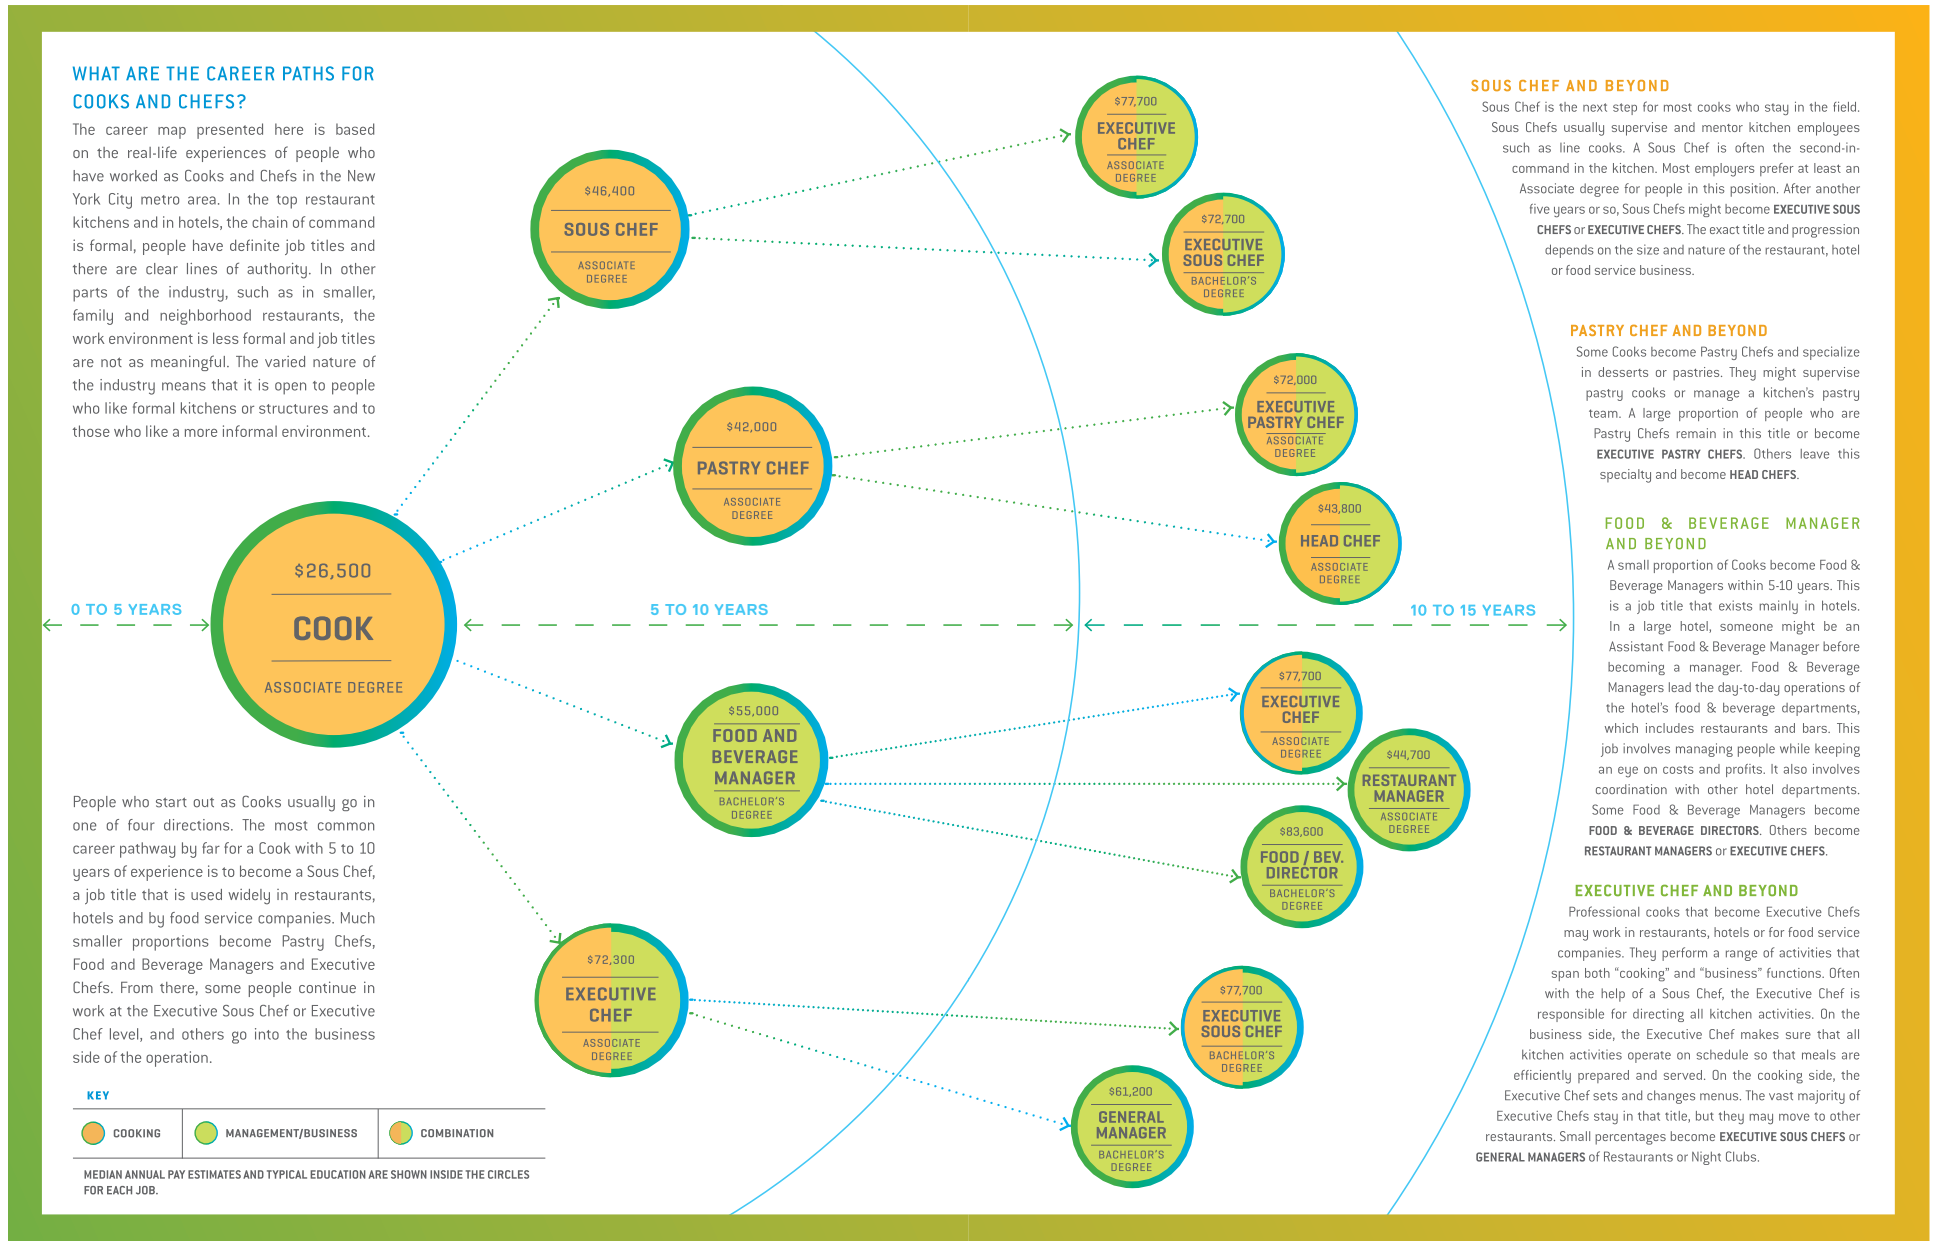 WHAT ARE THE CAREER PATHS FOR
COOKS AND CHEFS?
The career map presented here is based
on the real-life experiences of people who
have worked as Cooks and Chefs in the New
York City metro area. In the top restaurant
kitchens and in hotels, the chain of command
is formal, people have definite job titles and
there are clear lines of authority. In other
parts of the industry, such as in smaller,
family and neighborhood restaurants, the
work environment is less formal and job titles
are not as meaningful. The varied nature of
the industry means that it is open to people
who like formal kitchens or structures and to
those who like a more informal environment.
0 TO 5 YEARS
$26,500
COOK
ASSOCIATE DEGREE
5 TO 10 YEARS
10 TO 15 YEARS
People who start out as Cooks usually go in
one of four directions. The most common
career pathway by far for a Cook with 5 to 10
years of experience is to become a Sous Chef,
a job title that is used widely in restaurants,
hotels and by food service companies. Much
smaller proportions become Pastry Chefs,
Food and Beverage Managers and Executive
Chefs. From there, some people continue in
work at the Executive Sous Chef or Executive
Chef level, and others go into the business
side of the operation.
KEY
COOKING
MANAGEMENT/BUSINESS
COMBINATION
MEDIAN ANNUAL PAY ESTIMATES AND TYPICAL EDUCATION ARE SHOWN INSIDE THE CIRCLES
FOR EACH JOB.
$46,400
SOUS CHEF
ASSOCIATE
DEGREE
$42,000
PASTRY CHEF
ASSOCIATE
DEGREE
$55,000
FOOD AND
BEVERAGE
MANAGER
BACHELOR'S
DEGREE
$72,300
EXECUTIVE
CHEF
ASSOCIATE
DEGREE
$77,700
EXECUTIVE
CHEF
ASSOCIATE
DEGREE
$72,700
EXECUTIVE
SOUS CHEF
BACHELOR'S
DEGREE
$72,000
EXECUTIVE
PASTRY CHEF
ASSOCIATE
DEGREE
$43,800
HEAD CHEF
ASSOCIATE
DEGREE
$77,700
EXECUTIVE
CHEF
ASSOCIATE
DEGREE
$44,700
RESTAURANT
MANAGER
ASSOCIATE
DEGREE
$83,600
FOOD / BEV.
DIRECTOR
BACHELOR'S
DEGREE
$77,700
EXECUTIVE
SOUS CHEF
BACHELOR'S
DEGREE
$61,200
GENERAL
MANAGER
BACHELOR'S
DEGREE
SOUS CHEF AND BEYOND
Sous Chef is the next step for most cooks who stay in the field.
Sous Chefs usually supervise and mentor kitchen employees
such as line cooks. A Sous Chef is often the second-in-
command in the kitchen. Most employers prefer at least an
Associate degree for people in this position. After another
five years or so, Sous Chefs might become EXECUTIVE SOUS
CHEFS or EXECUTIVE CHEFS. The exact title and progression
depends on the size and nature of the restaurant, hotel
or food service business.
PASTRY CHEF AND BEYOND
Some Cooks become Pastry Chefs and specialize
in desserts or pastries. They might supervise
pastry cooks or manage a kitchen's pastry
team. A large proportion of people who are
Pastry Chefs remain in this title or become
EXECUTIVE PASTRY CHEFS. Others leave this
specialty and become HEAD CHEFS.
FOOD & BEVERAGE MANAGER
AND BEYOND
A small proportion of Cooks become Food &
Beverage Managers within 5-10 years. This
is a job title that exists mainly in hotels.
In a large hotel, someone might be an
Assistant Food & Beverage Manager before
becoming a manager. Food & Beverage
Managers lead the day-to-day operations of
the hotel's food & beverage departments,
which includes restaurants and bars. This
job involves managing people while keeping
an eye on costs and profits. It also involves
coordination with other hotel departments.
Some Food & Beverage Managers become
FOOD & BEVERAGE DIRECTORS. Others become
RESTAURANT MANAGERS or EXECUTIVE CHEFS.
EXECUTIVE CHEF AND BEYOND
Professional cooks that become Executive Chefs
may work in restaurants, hotels or for food service
companies. They perform a range of activities that
span both “cooking” and “business” functions. Often
with the help of a Sous Chef, the Executive Chef is
responsible for directing all kitchen activities. On the
business side, the Executive Chef makes sure that all
kitchen activities operate on schedule so that meals are
efficiently prepared and served. On the cooking side, the
Executive Chef sets and changes menus. The vast majority of
Executive Chefs stay in that title, but they may move to other
restaurants. Small percentages become EXECUTIVE SOUS CHEFS or
GENERAL MANAGERS of Restaurants or Night Clubs.